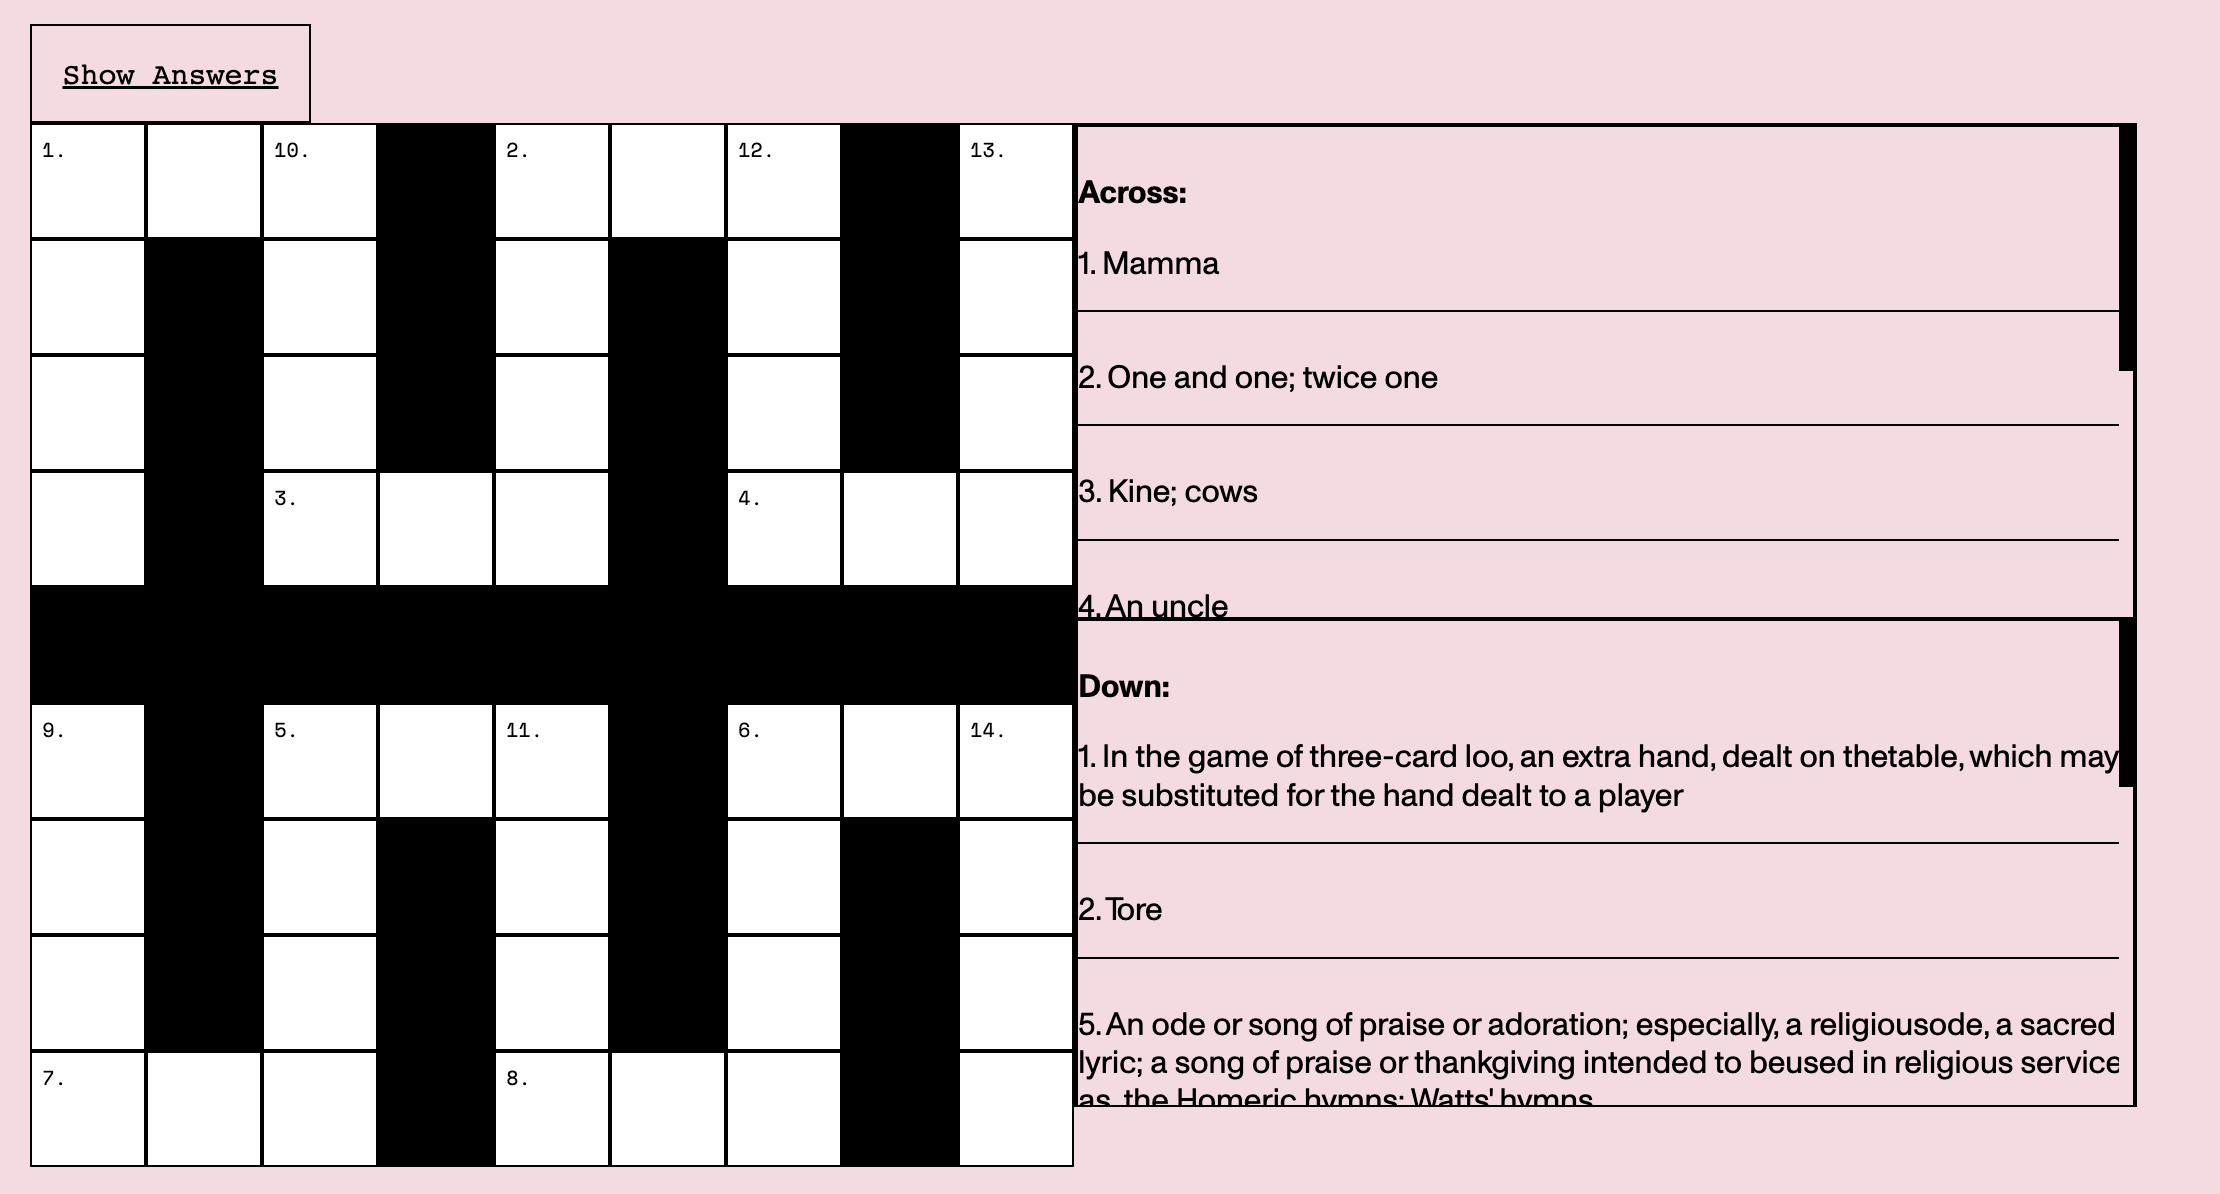 Show Answers
1.
10.
2.
12.
13.
3.
4.
9.
5.
11.
6.
14.
7.
8.
Across:
1. Mamma
2. One and one; twice one
3. Kine; cows
4. An uncle
Down:
1. In the game of three-card loo, an extra hand, dealt on thetable, which may
be substituted for the hand dealt to a player
2. Tore
5. An ode or song of praise or adoration; especially, a religiousode, a sacred
lyric; a song of praise or thankgiving intended to beused in religious service
as, the Homeric hymns; Watts' hymns